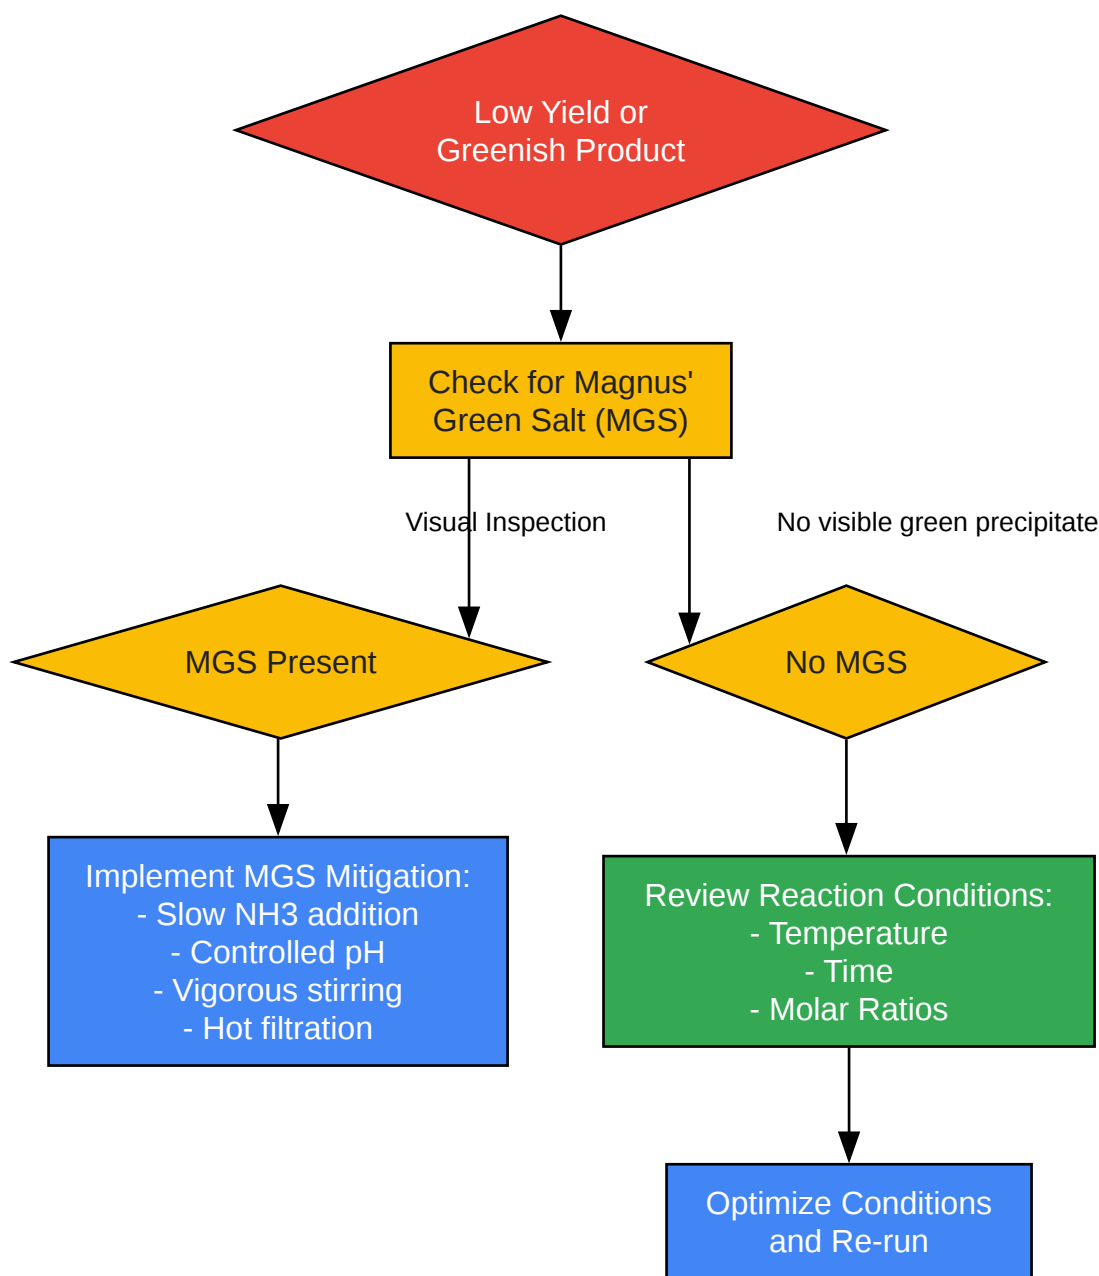 Low Yield or
Greenish Product
Check for Magnus'
Green Salt (MGS)
Visual Inspection
No visible green precipitate
MGS Present
No MGS
Implement MGS Mitigation:
- Slow NH3 addition
- Controlled pH
- Vigorous stirring
- Hot filtration
Review Reaction Conditions:
- Temperature
- Time
- Molar Ratios
Optimize Conditions
and Re-run